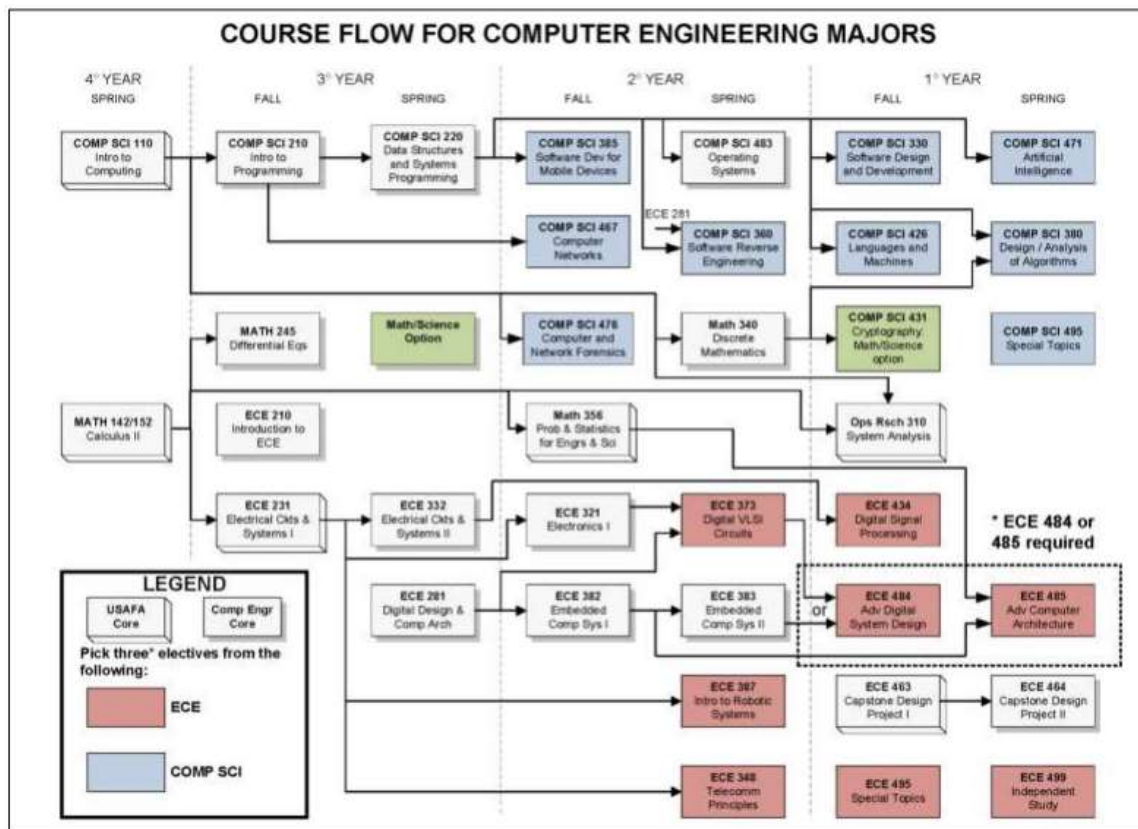 COURSE FLOW FOR COMPUTER ENGINEERING MAJORS
4° YEAR
3° YEAR
2° YEAR
1° YEAR
SPRING
FALL
SPRING
FALL
SPRING
FALL
SPRING
COMP SCI 110
Intro to
Computing
COMP SCI 210
Intro to
Programming
COMP SCI 220
Data Structures
and Systems
Programming
COMP SCI 385
Software Dev for
Mobile Devices
COMP SCI 483
Operating
Systems
COMP SCI 330
Software Design
and Development
COMP SCI 471
Artificial
Intelligence
ECE 281
COMP SCI 467
Computer
Networks
COMP SCI 360
Software Reverse
Engineering
COMP SCI 426
Languages and
Machines
COMP SCI 380
Design / Analysis
of Algorithms
MATH 245
Differential Eqs
Math/Science
Option
COMP SCI 476
Computer and
Network Forensics
Math 340
Discrete
Mathematics
COMP SCI 431
Cryptography
Math/Science
option
COMP SCI 495
Special Topics
MATH 142/152
Calculus II
ECE 210
Introduction to
ECE
Math 356
Prob & Statistics
for Engrs & Sci
Ops Rsch 310
System Analysis
ECE 231
Electrical Ckts &
Systems I
ECE 332
Electrical Ckts &
Systems II
ECE 321
Electronics I
ECE 373
Digital VLSI
Circuits
ECE 434
Digital Signal
Processing
* ECE 484 or
485 required
ECE 281
Digital Design &
Comp Arch
ECE 382
Embedded
Comp Sys I
ECE 383
Embedded
Comp Sys II
or
ECE 484
Adv Digital
System Design
ECE 485
Adv Computer
Architecture
ECE 387
Intro to Robotic
Systems
ECE 463
Capstone Design
Project I
ECE 464
Capstone Design
Project II
ECE 348
Telecomm
Principles
ECE 495
Special Topics
ECE 499
Independent
Study
LEGEND
USAFA
Core
Comp Engr
Core
Pick three* electives from the
following:
ECE
COMP SCI